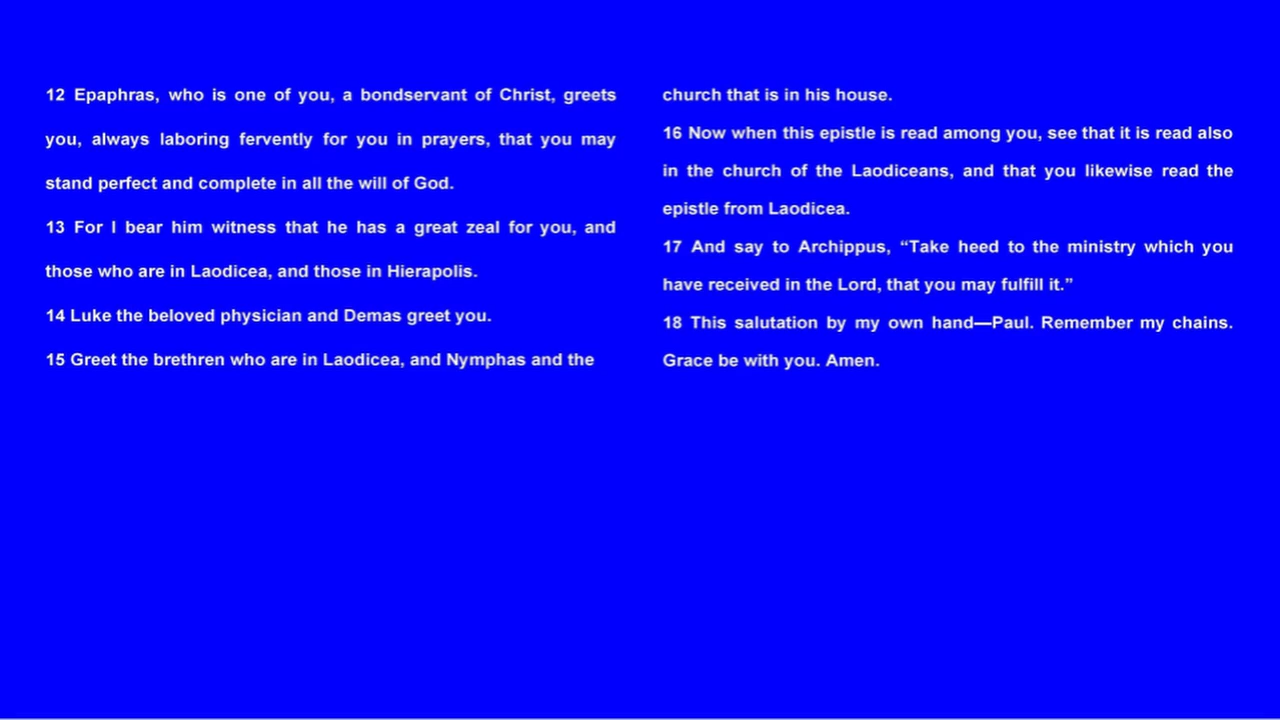 12 Epaphras, who is one of you, a bondservant of Christ, greets
you, always laboring fervently for you in prayers, that you may
stand perfect and complete in all the will of God.
13 For I bear him witness that he has a great zeal for you, and
those who are in Laodicea, and those in Hierapolis.
14 Luke the beloved physician and Demas greet you.
15 Greet the brethren who are in Laodicea, and Nymphas and the
church that is in his house.
16 Now when this epistle is read among you, see that it is read also
in the church of the Laodiceans, and that you likewise read the
epistle from Laodicea.
17 And say to Archippus, “Take heed to the ministry which you
have received in the Lord, that you may fulfill it.”
18 This salutation by my own hand—Paul. Remember my chains.
Grace be with you. Amen.